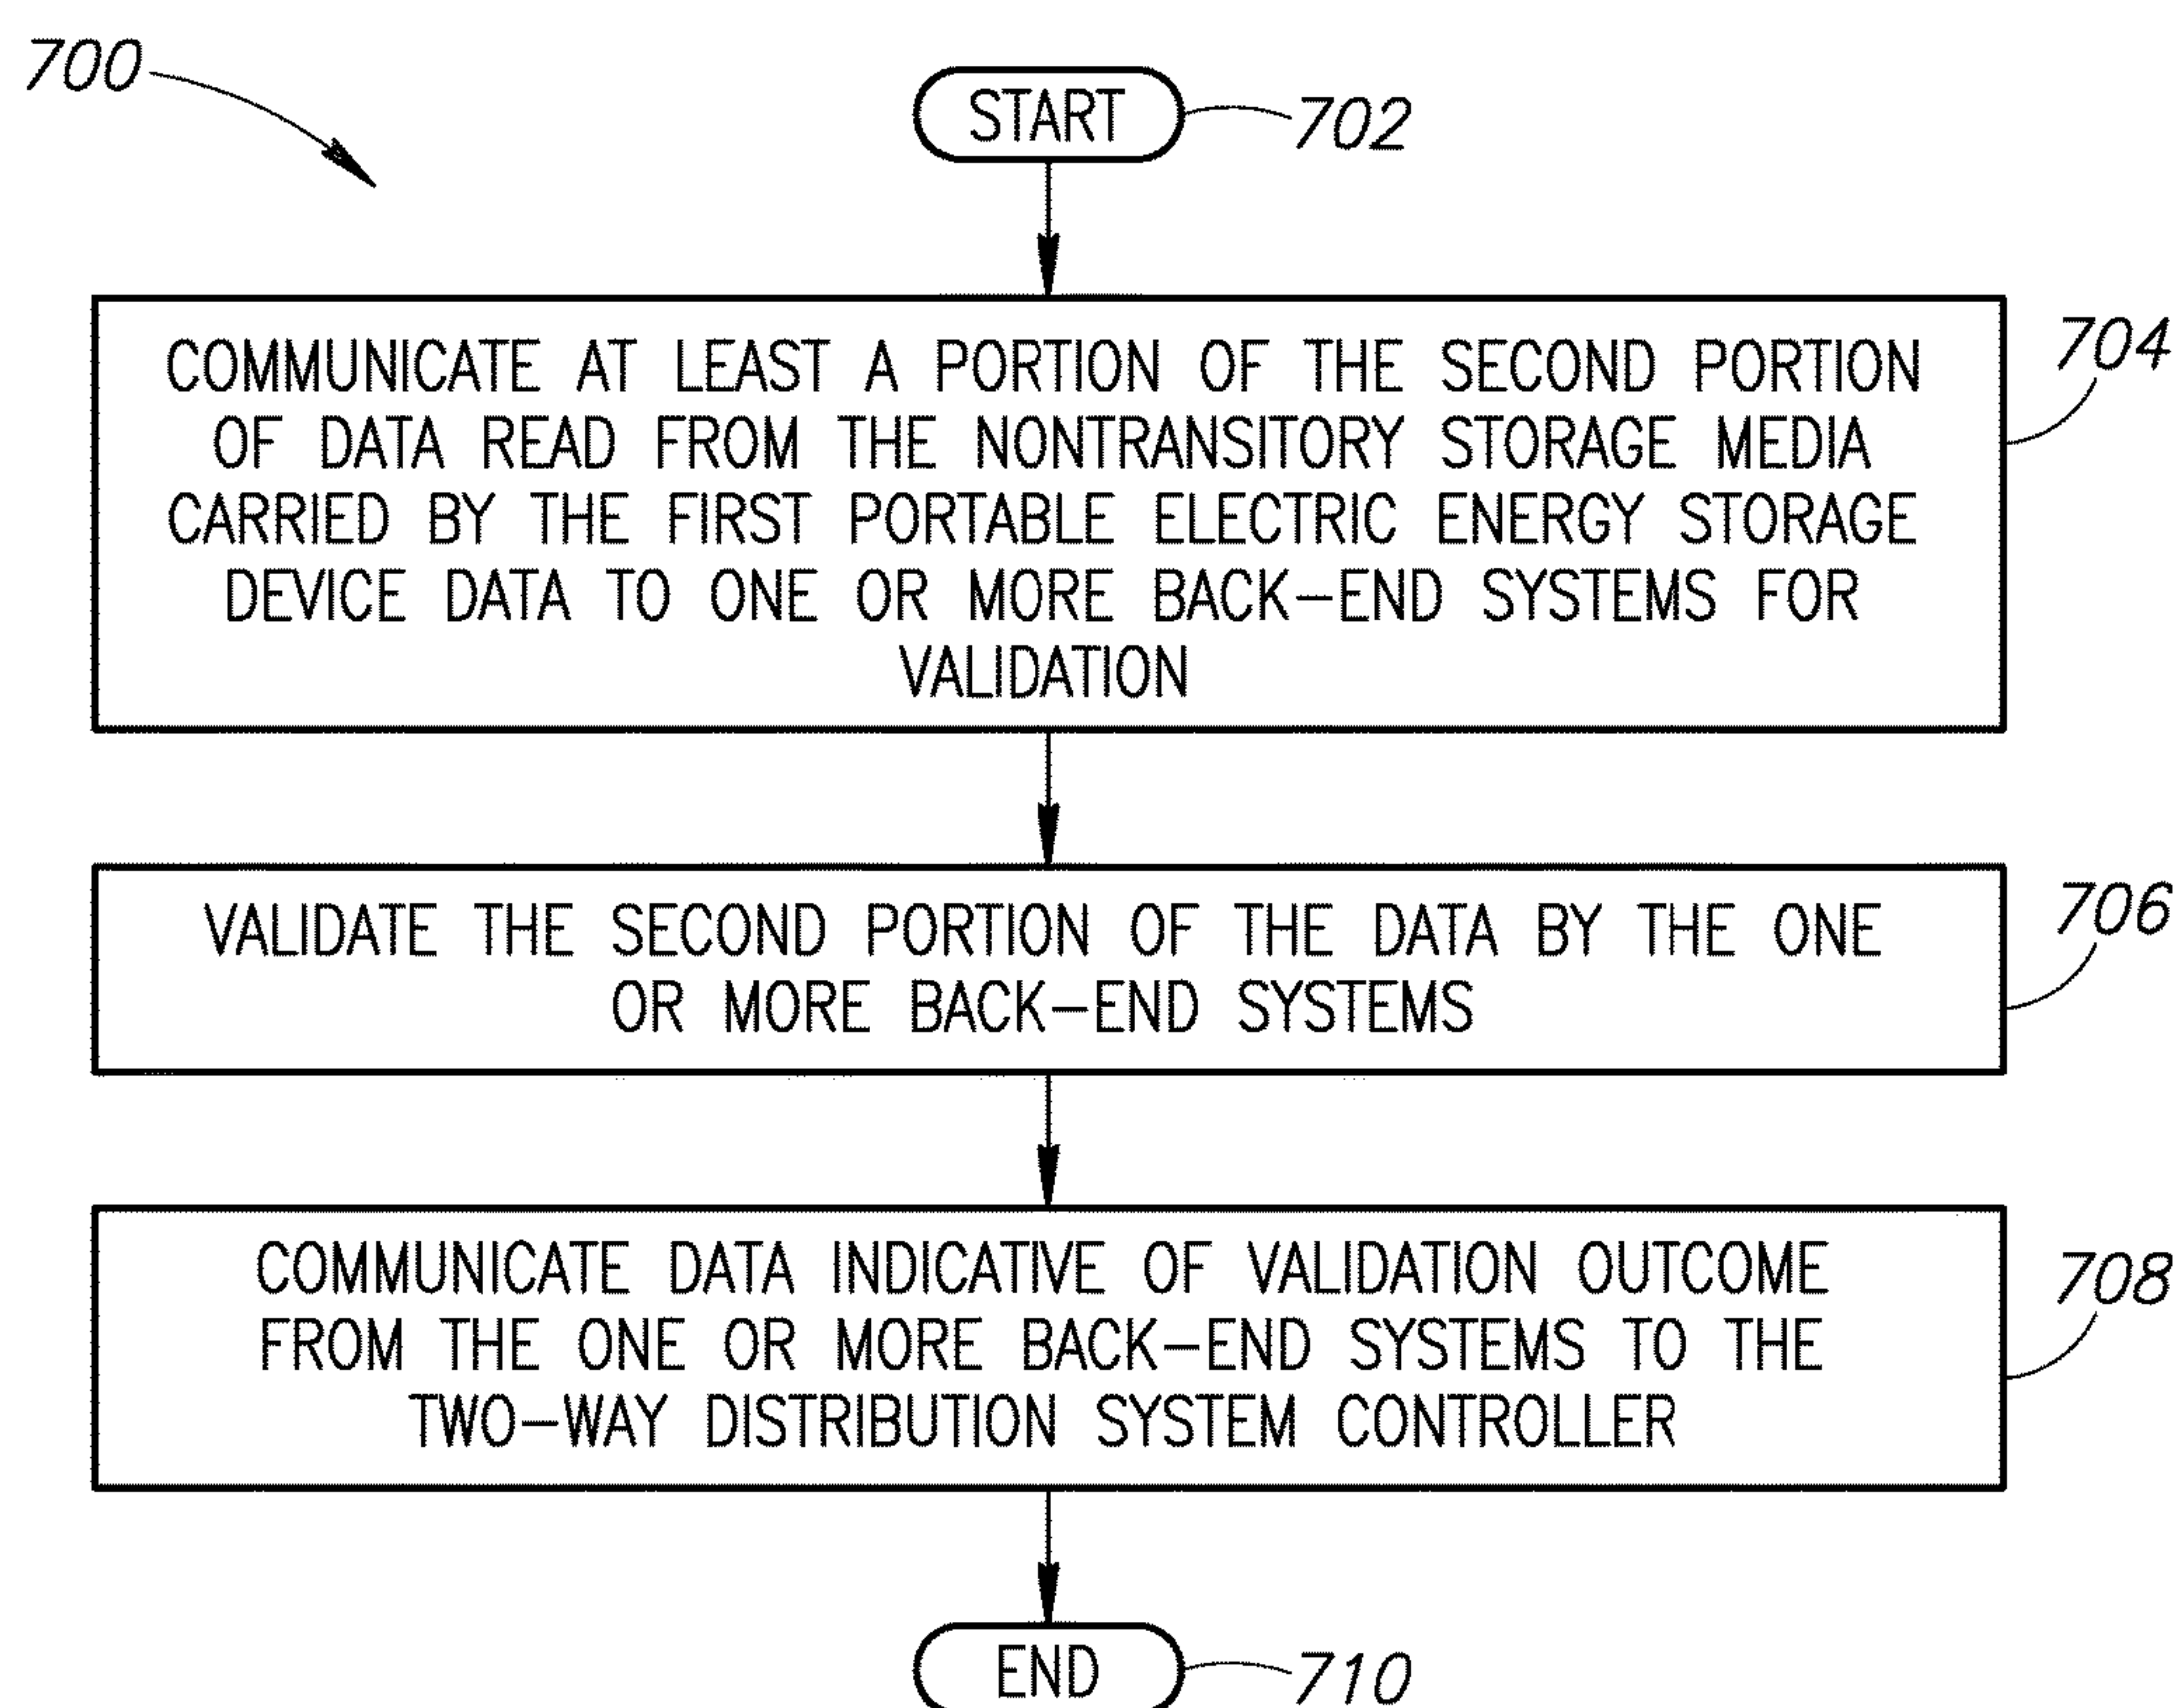 700
START
702
704
COMMUNICATE AT LEAST A PORTION OF THE SECOND PORTION
OF DATA READ FROM THE NONTRANSITORY STORAGE MEDIA
CARRIED BY THE FIRST PORTABLE ELECTRIC ENERGY STORAGE
DEVICE DATA TO ONE OR MORE BACK-END SYSTEMS FOR
VALIDATION
706
VALIDATE THE SECOND PORTION OF THE DATA BY THE ONE
OR MORE BACK-END SYSTEMS
708
COMMUNICATE DATA INDICATIVE OF VALIDATION OUTCOME
FROM THE ONE OR MORE BACK-END SYSTEMS TO THE
TWO-WAY DISTRIBUTION SYSTEM CONTROLLER
END
710